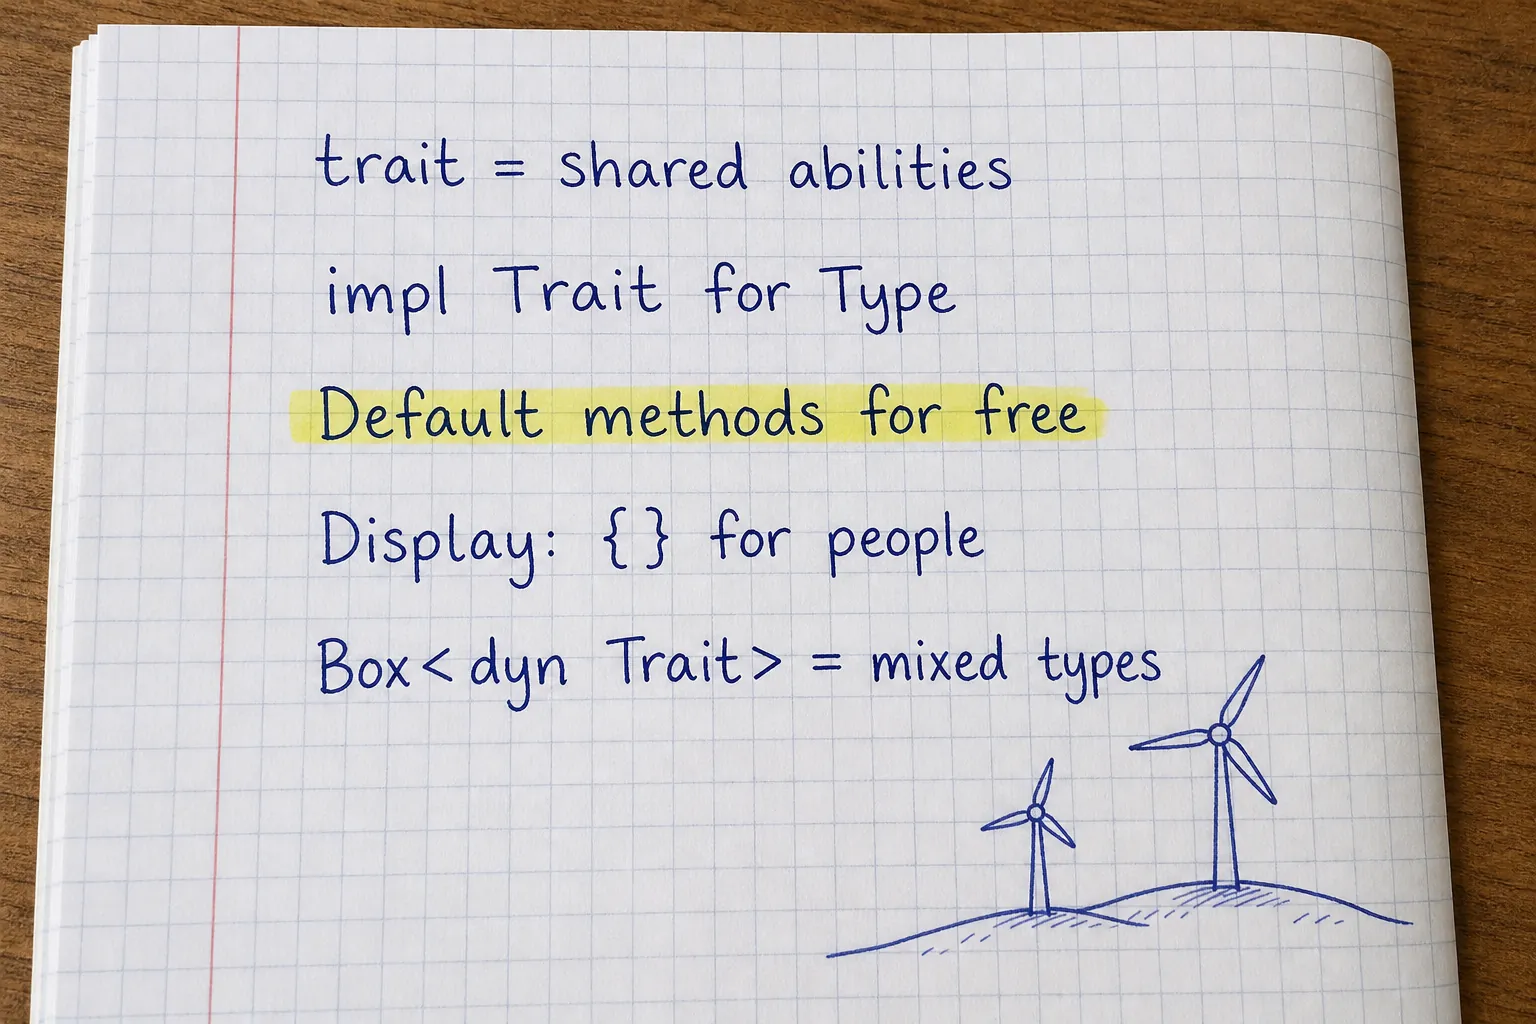 trait = shared abilities
impl Trait for Type
Default methods for free
Display: {} for people
Box<dyn Trait> = mixed types